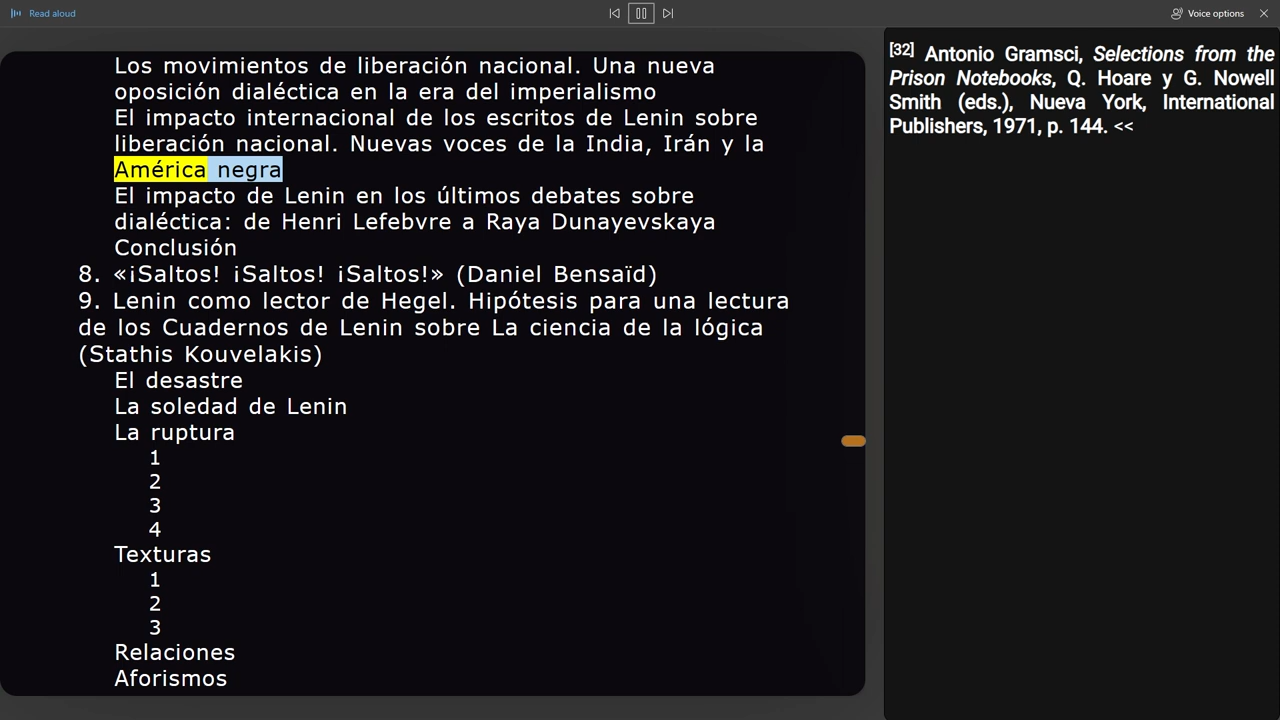 Read aloud
Voice options
Los movimientos de liberación nacional. Una nueva
oposición dialéctica en la era del imperialismo
El impacto internacional de los escritos de Lenin sobre
liberación nacional. Nuevas voces de la India, Irán y la
América negra
El impacto de Lenin en los últimos debates sobre
dialéctica: de Henri Lefebvre a Raya Dunayevskaya
Conclusión
8. «¡Saltos! ¡Saltos! ¡Saltos!» (Daniel Bensaïd)
9. Lenin como lector de Hegel. Hipótesis para una lectura
de los Cuadernos de Lenin sobre La ciencia de la lógica
(Stathis Kouvelakis)
El desastre
La soledad de Lenin
La ruptura
1
2
3
4
Texturas
1
2
3
Relaciones
Aforismos
[32] Antonio Gramsci, Selections from the
Prison Notebooks, Q. Hoare y G. Nowell
Smith (eds.), Nueva York, International
Publishers, 1971, p. 144. <<